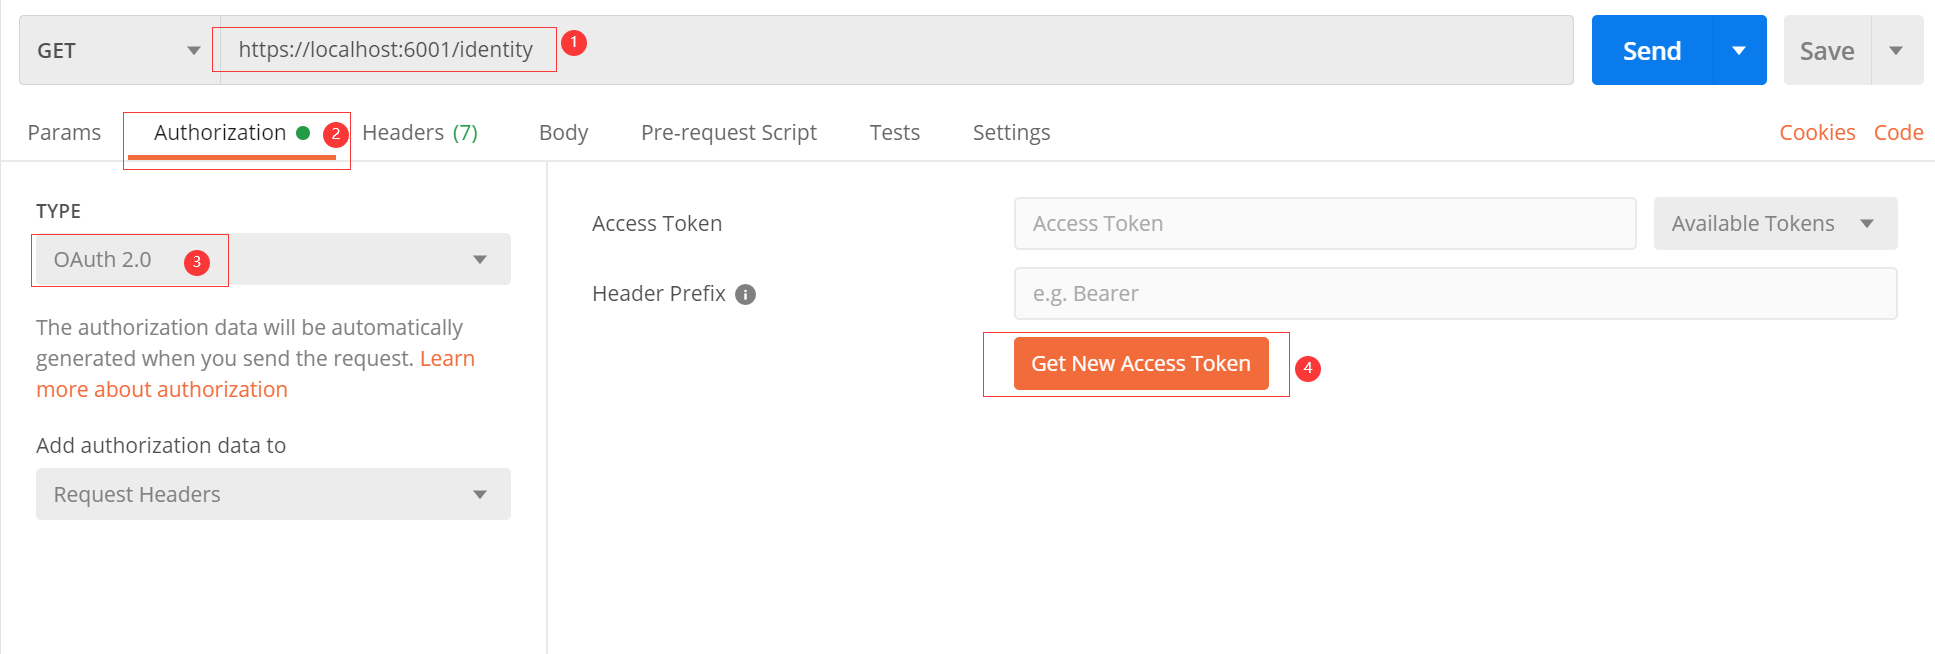 GET https://localhost:6001/identity 1 Send Save
Params Authorization 2 Headers (7) Body Pre-request Script Tests Settings Cookies Code
TYPE
OAuth 2.0 3
The authorization data will be automatically
generated when you send the request. Learn
more about authorization
Add authorization data to
Request Headers
Access Token Access Token Available Tokens
Header Prefix i e.g. Bearer
Get New Access Token 4